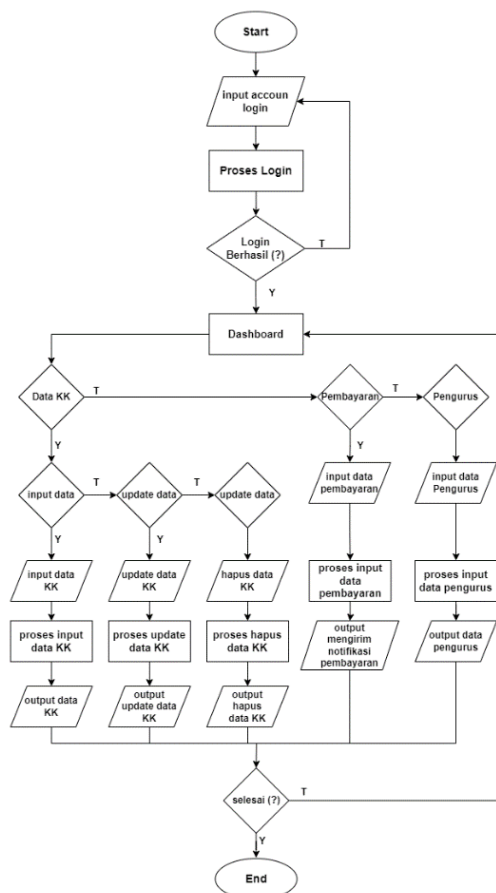 Start
input accoun
login
Proses Login
Login
Berhasil (?)
T
Y
Dashboard
Data KK
T
Pembayaran
T
Pengurus
Y
Y
input data
T
update data
T
update data
input data
pembayaran
input data
Pengurus
Y
Y
input data
KK
update data
KK
hapus data
KK
proses input
data
pembayaran
proses input
data pengurus
proses input
data KK
proses update
data KK
proses hapus
data KK
output
mengirim
notifikasi
pembayaran
output data
pengurus
output data
KK
output
update data
KK
output
hapus
data KK
selesai (?)
T
Y
End